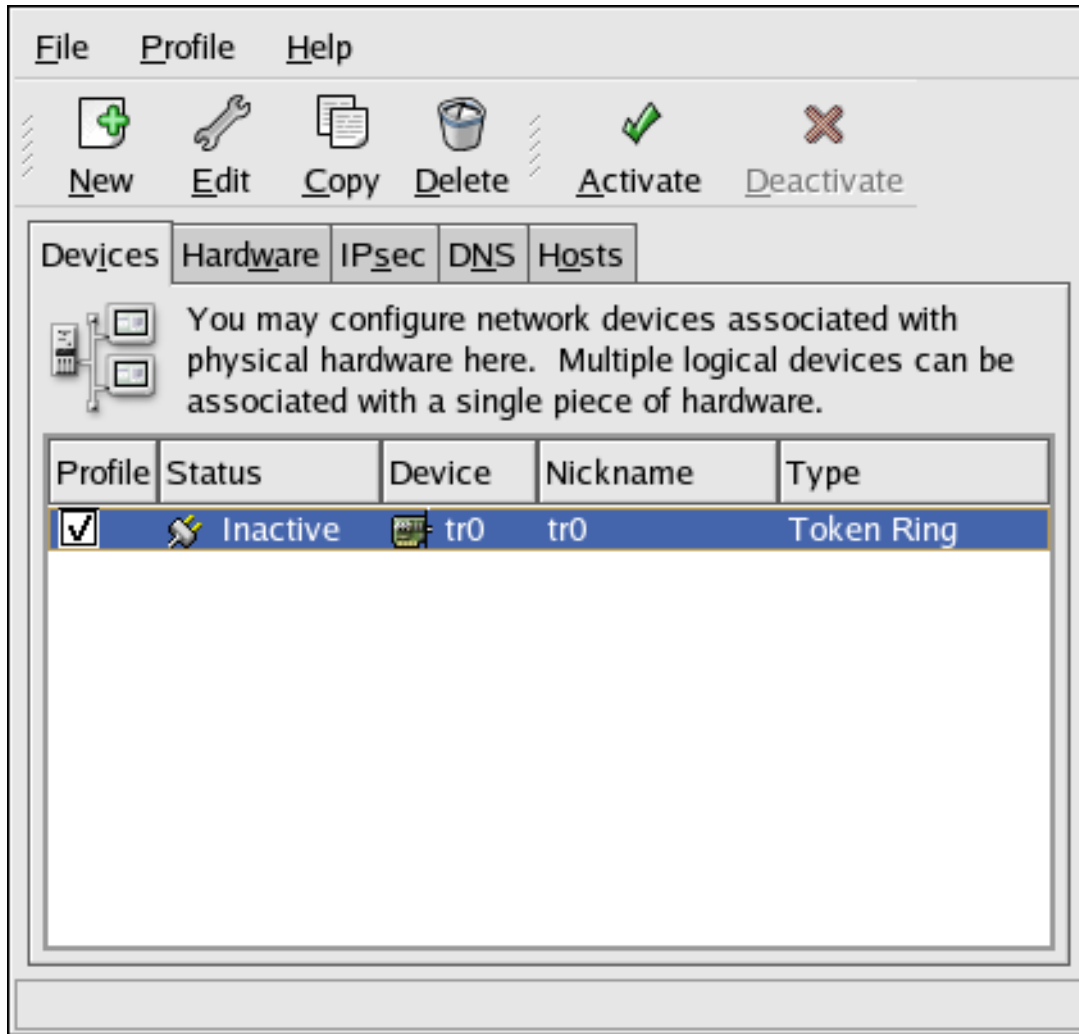 File Profile Help
New Edit Copy Delete Activate Deactivate
Devices Hardware IPsec DNS Hosts
You may configure network devices associated with
physical hardware here.  Multiple logical devices can be
associated with a single piece of hardware.
Profile Status Device Nickname Type
Inactive tr0 tr0 Token Ring